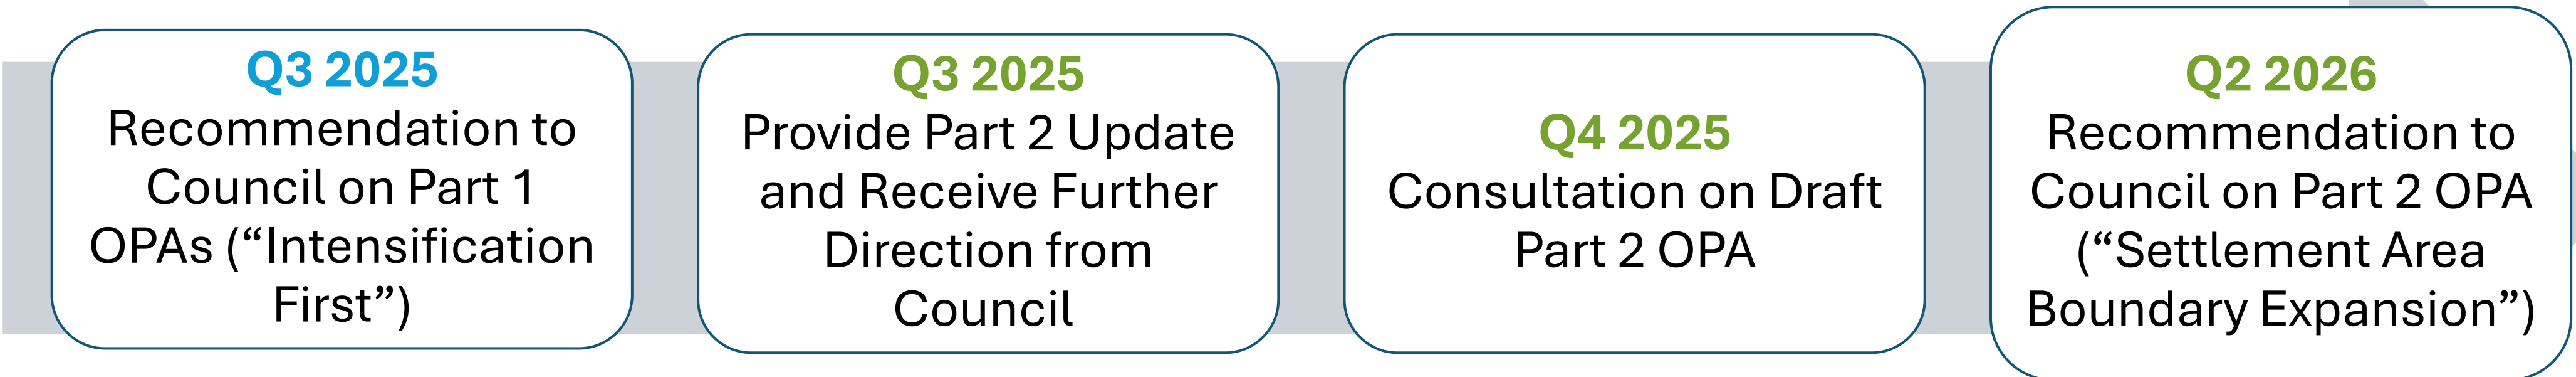 Q3 2025
Recommendation to
Council on Part 1
OPAs (“Intensification
First”)
Q3 2025
Provide Part 2 Update
and Receive Further
Direction from
Council
Q4 2025
Consultation on Draft
Part 2 OPA
Q2 2026
Recommendation to
Council on Part 2 OPA
(“Settlement Area
Boundary Expansion”)